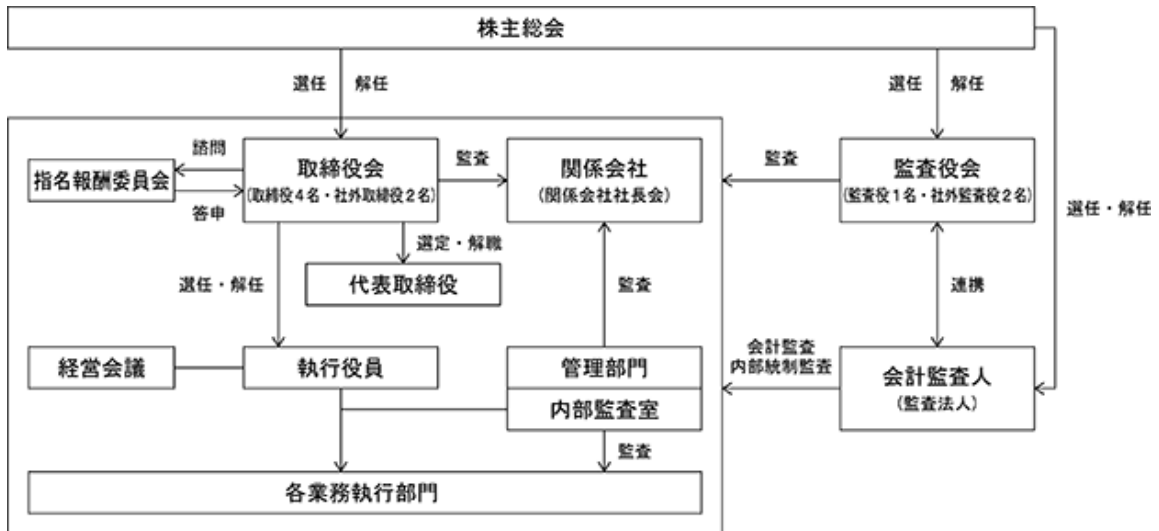 株主総会
選任
解任
選任
解任
諮問
指名報酬委員会
答申
取締役会
(取締役4名・社外取締役2名)
監査
関係会社
(関係会社社長会)
監査
監査役会
(監査役1名・社外監査役2名)
選任・解任
選定・解職
代表取締役
選任・解任
監査
連携
経営会議
執行役員
管理部門
内部監査室
会計監査
内部統制監査
会計監査人
(監査法人)
監査
各業務執行部門